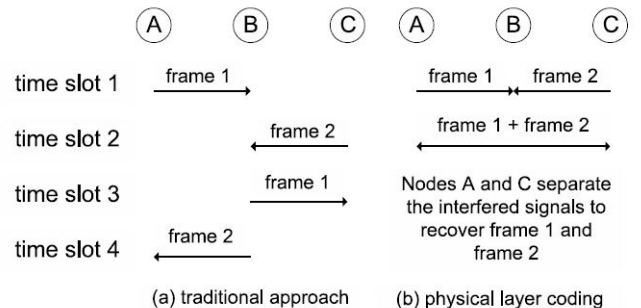 A B C A B C
time slot 1 frame 1 frame 1 frame 2
time slot 2 frame 2 frame 1 + frame 2
time slot 3 frame 1 Nodes A and C separate
the interfered signals to
recover frame 1 and
time slot 4 frame 2 frame 2
(a) traditional approach (b) physical layer coding